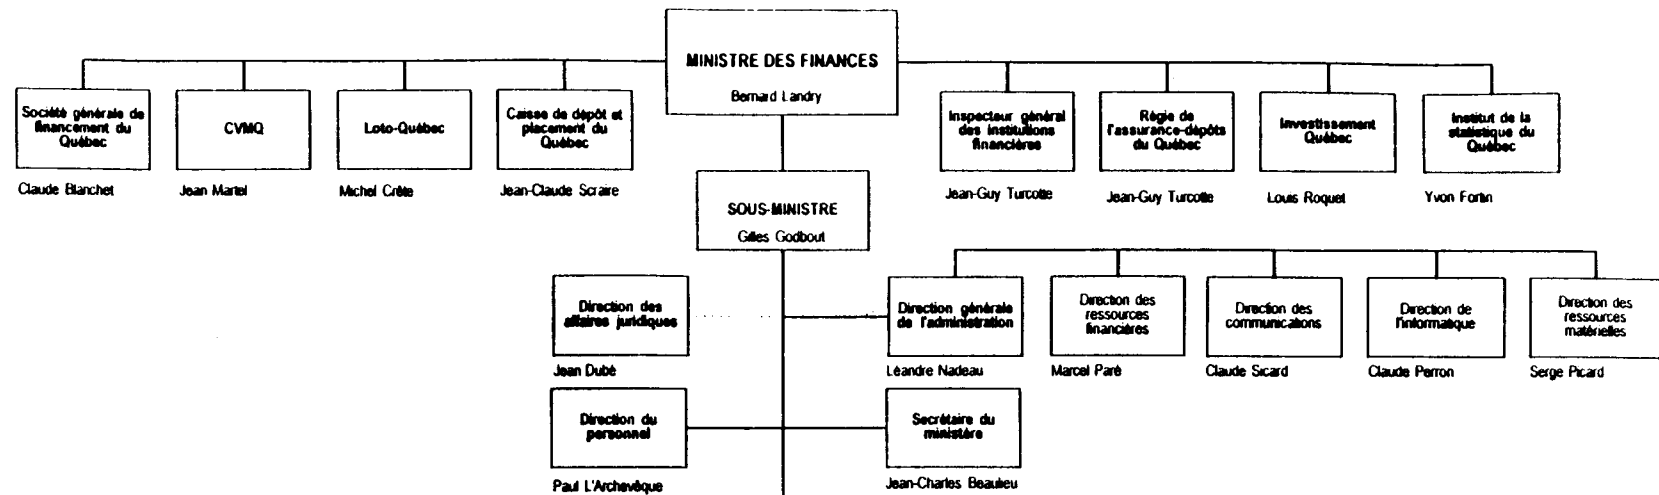 MINISTRE DES FINANCES
Bernard Landry
Société générale de
financement du
Québec
Claude Blanchet
CVMQ
Jean Martel
Loto-Québec
Michel Crête
Caisse de dépôt et
placement du
Québec
Jean-Claude Scraire
Inspecteur général
des institutions
financières
Jean-Guy Turcotte
Règie de
l'assurance-dépôts
du Québec
Jean-Guy Turcotte
Investissement
Québec
Louis Roquet
Institut de la
statistique du
Québec
Yvon Fortin
SOUS-MINISTRE
Gilles Godbout
Direction des
affaires juridiques
Jean Dubé
Direction générale
de l'administration
Léandre Nadeau
Direction des
ressources
financières
Marcel Paré
Direction des
communications
Claude Sicard
Direction de
l'informatique
Claude Perron
Direction des
ressources
matérielles
Serge Picard
Direction du
personnel
Paul L'Archevêque
Secrétaire du
ministère
Jean-Charles Beaulieu